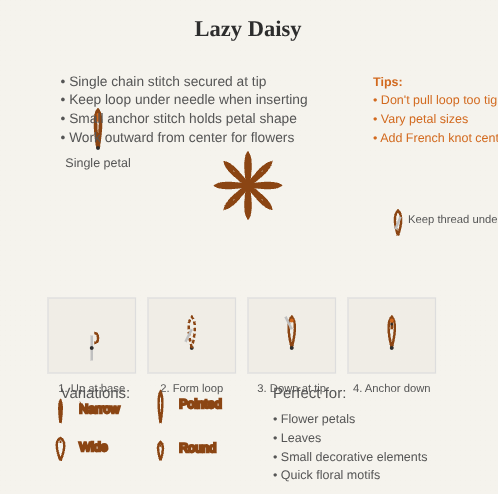 Lazy Daisy
• Single chain stitch secured at tip
• Keep loop under needle when inserting
• Small anchor stitch holds petal shape
• Work outward from center for flowers
Single petal
Tips:
• Don't pull loop too tig
• Vary petal sizes
• Add French knot cent
Keep thread unde
1. Up at base
2. Form loop
3. Down at tip
4. Anchor down
Variations:
Narrow
Pointed
Wide
Round
Perfect for:
• Flower petals
• Leaves
• Small decorative elements
• Quick floral motifs